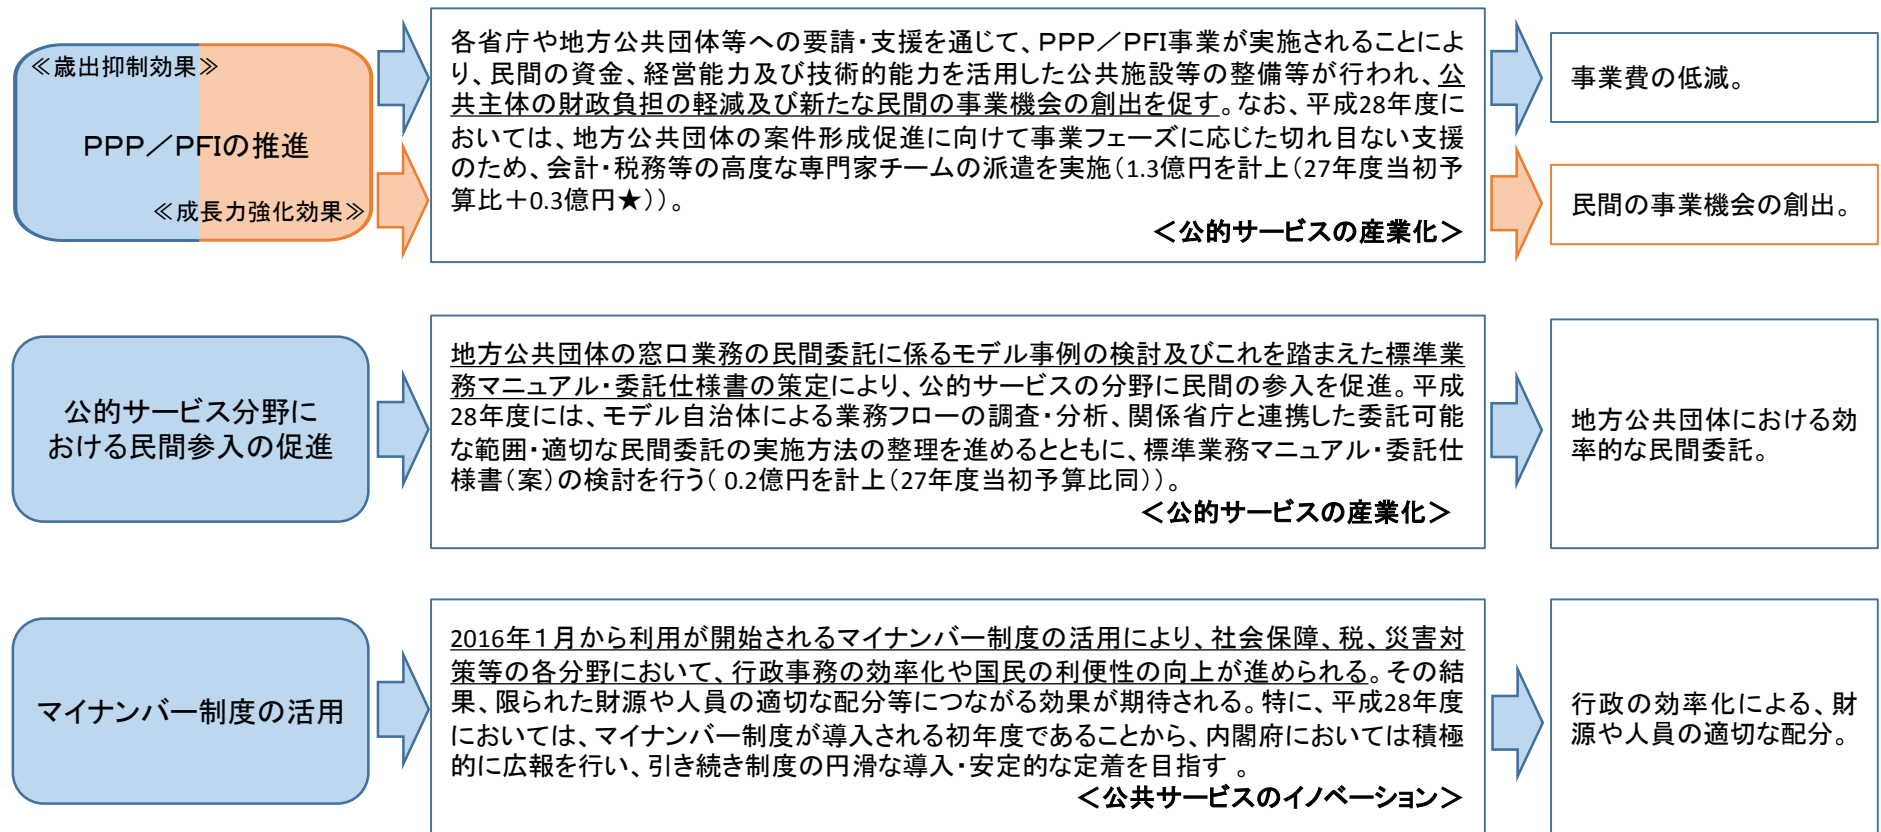 ≪歳出抑制効果≫
PPP／PFIの推進
≪成長力強化効果≫
各省庁や地方公共団体等への要請・支援を通じて、PPP／PFI事業が実施されることによ
り、民間の資金、経営能力及び技術的能力を活用した公共施設等の整備等が行われ、公
共主体の財政負担の軽減及び新たな民間の事業機会の創出を促す。なお、平成28年度に
おいては、地方公共団体の案件形成促進に向けて事業フェーズに応じた切れ目ない支援
のため、会計・税務等の高度な専門家チームの派遣を実施（1.3億円を計上（27年度当初予
算比＋0.3億円★））。
＜公的サービスの産業化＞
事業費の低減。
民間の事業機会の創出。
公的サービス分野に
おける民間参入の促進
地方公共団体の窓口業務の民間委託に係るモデル事例の検討及びこれを踏まえた標準業
務マニュアル・委託仕様書の策定により、公的サービスの分野に民間の参入を促進。平成
28年度には、モデル自治体による業務フローの調査・分析、関係省庁と連携した委託可能
な範囲・適切な民間委託の実施方法の整理を進めるとともに、標準業務マニュアル・委託仕
様書（案）の検討を行う（ 0.2億円を計上（27年度当初予算比同））。
＜公的サービスの産業化＞
地方公共団体における効
率的な民間委託。
マイナンバー制度の活用
2016年１月から利用が開始されるマイナンバー制度の活用により、社会保障、税、災害対
策等の各分野において、行政事務の効率化や国民の利便性の向上が進められる。その結
果、限られた財源や人員の適切な配分等につながる効果が期待される。特に、平成28年度
においては、マイナンバー制度が導入される初年度であることから、内閣府においては積極
的に広報を行い、引き続き制度の円滑な導入・安定的な定着を目指す 。
＜公共サービスのイノベーション＞
行政の効率化による、財
源や人員の適切な配分。